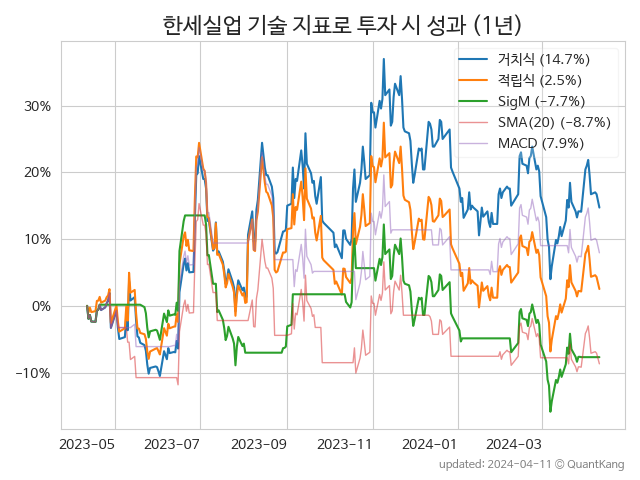 한세실업 기술 지표로 투자 시 성과 (1년)
거치식 (14.7%)
적립식 (2.5%)
SigM (−7.7%)
SMA(20) (−8.7%)
MACD (7.9%)
30%
20%
10%
0%
−10%
2023-05 2023-07 2023-09 2023-11 2024-01 2024-03
updated: 2024-04-11 © QuantKang